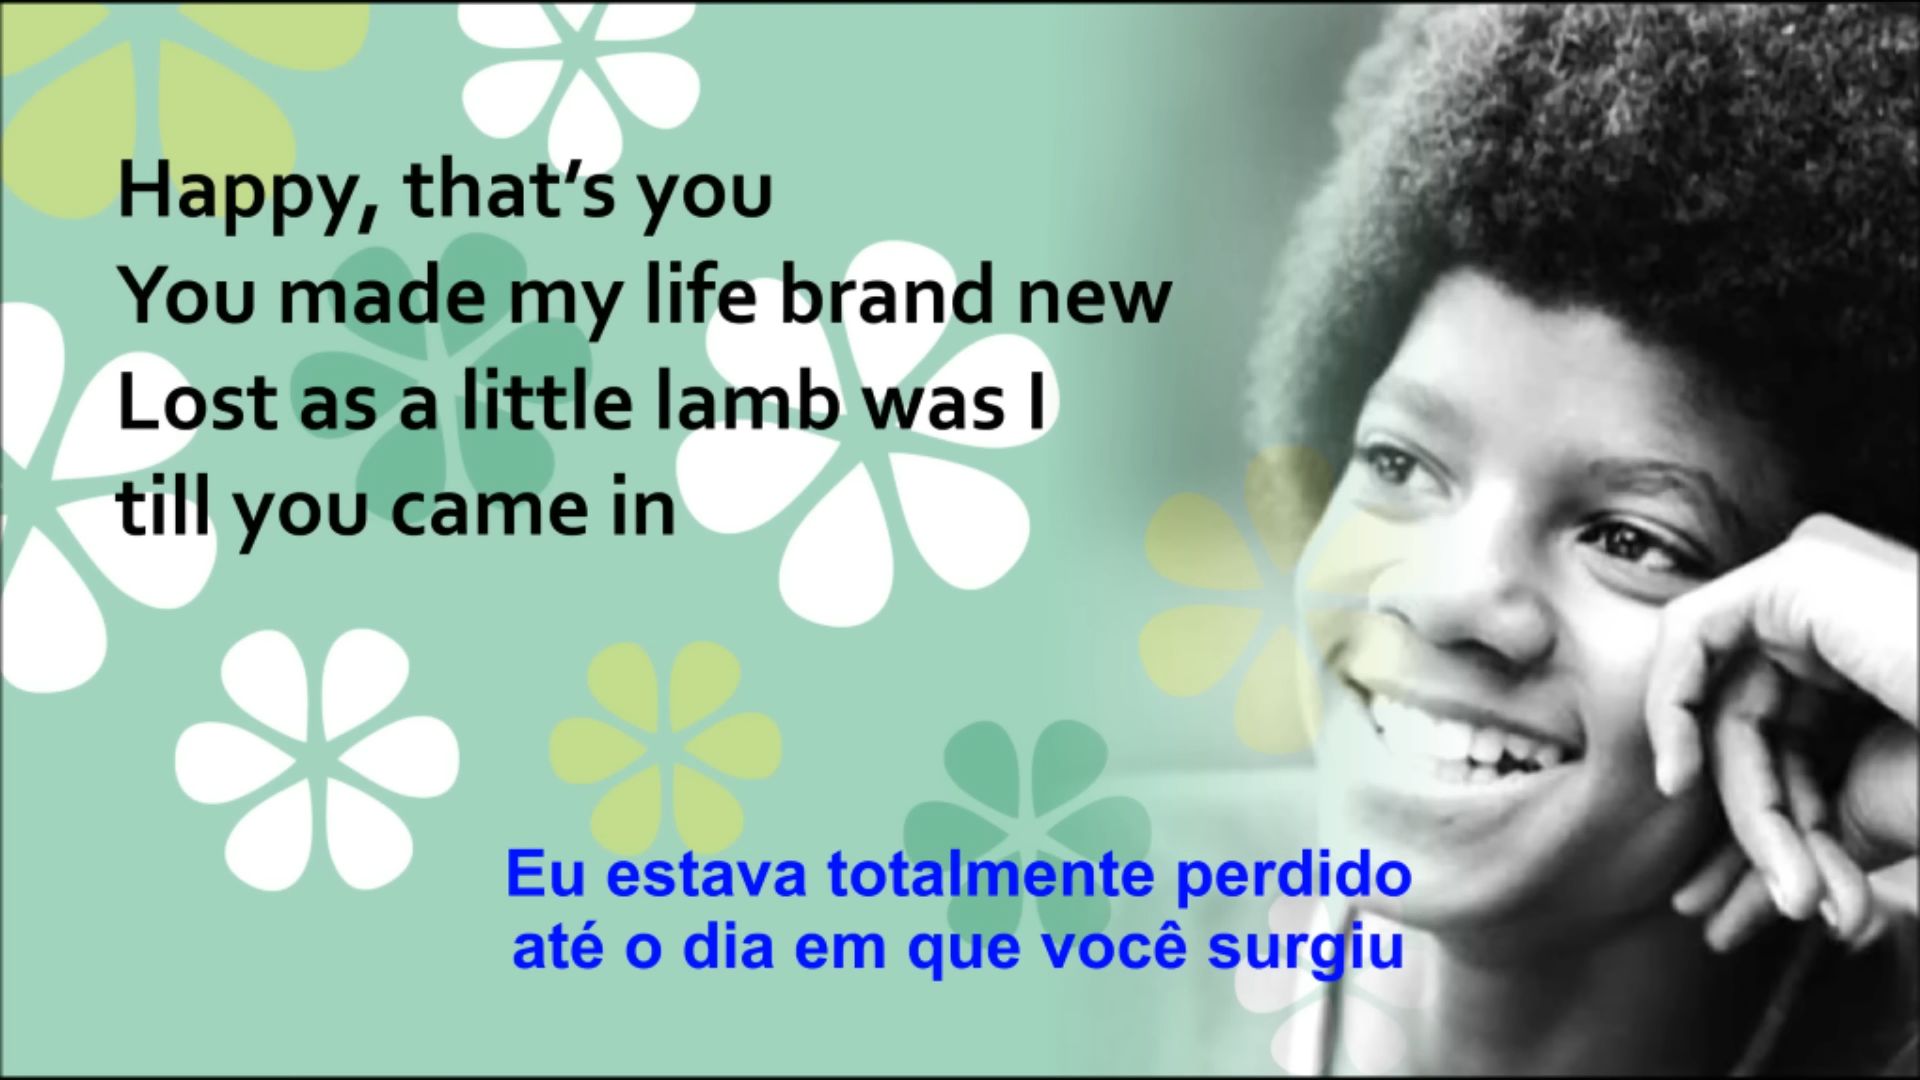 Happy, that’s you
You made my life brand new
Lost as a little lamb was I
till you came in
Eu estava totalmente perdido
até o dia em que você surgiu